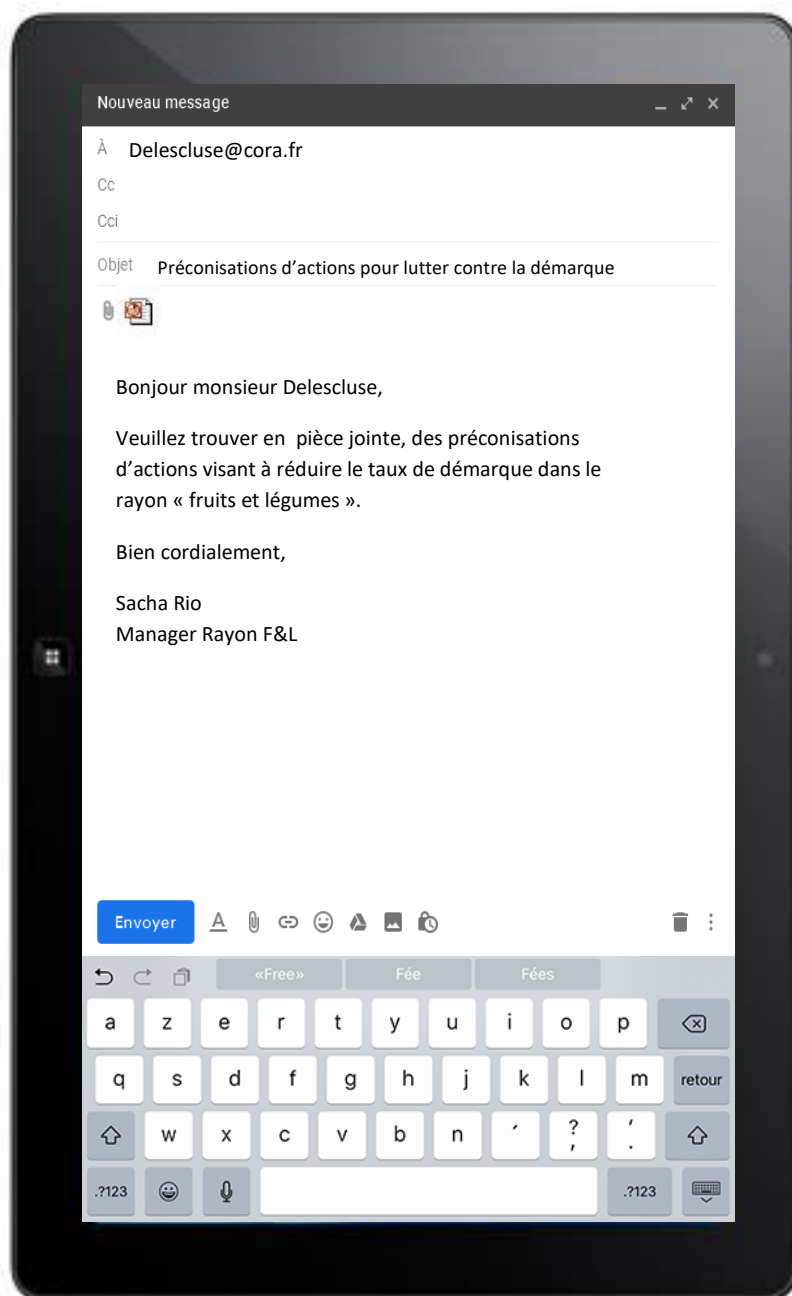 Nouveau message
À Delescluse@cora.fr
Cc
Cci
Objet Préconisations d’actions pour lutter contre la démarque
Bonjour monsieur Delescluse,
Veuillez trouver en pièce jointe, des préconisations
d’actions visant à réduire le taux de démarque dans le
rayon « fruits et légumes ».
Bien cordialement,
Sacha Rio
Manager Rayon F&L
Envoyer A
«Free» Fée Fées
a z e r t y u i o p
q s d f g h j k l m retour
w x c v b n ´ ? , ' .
.?123 .?123